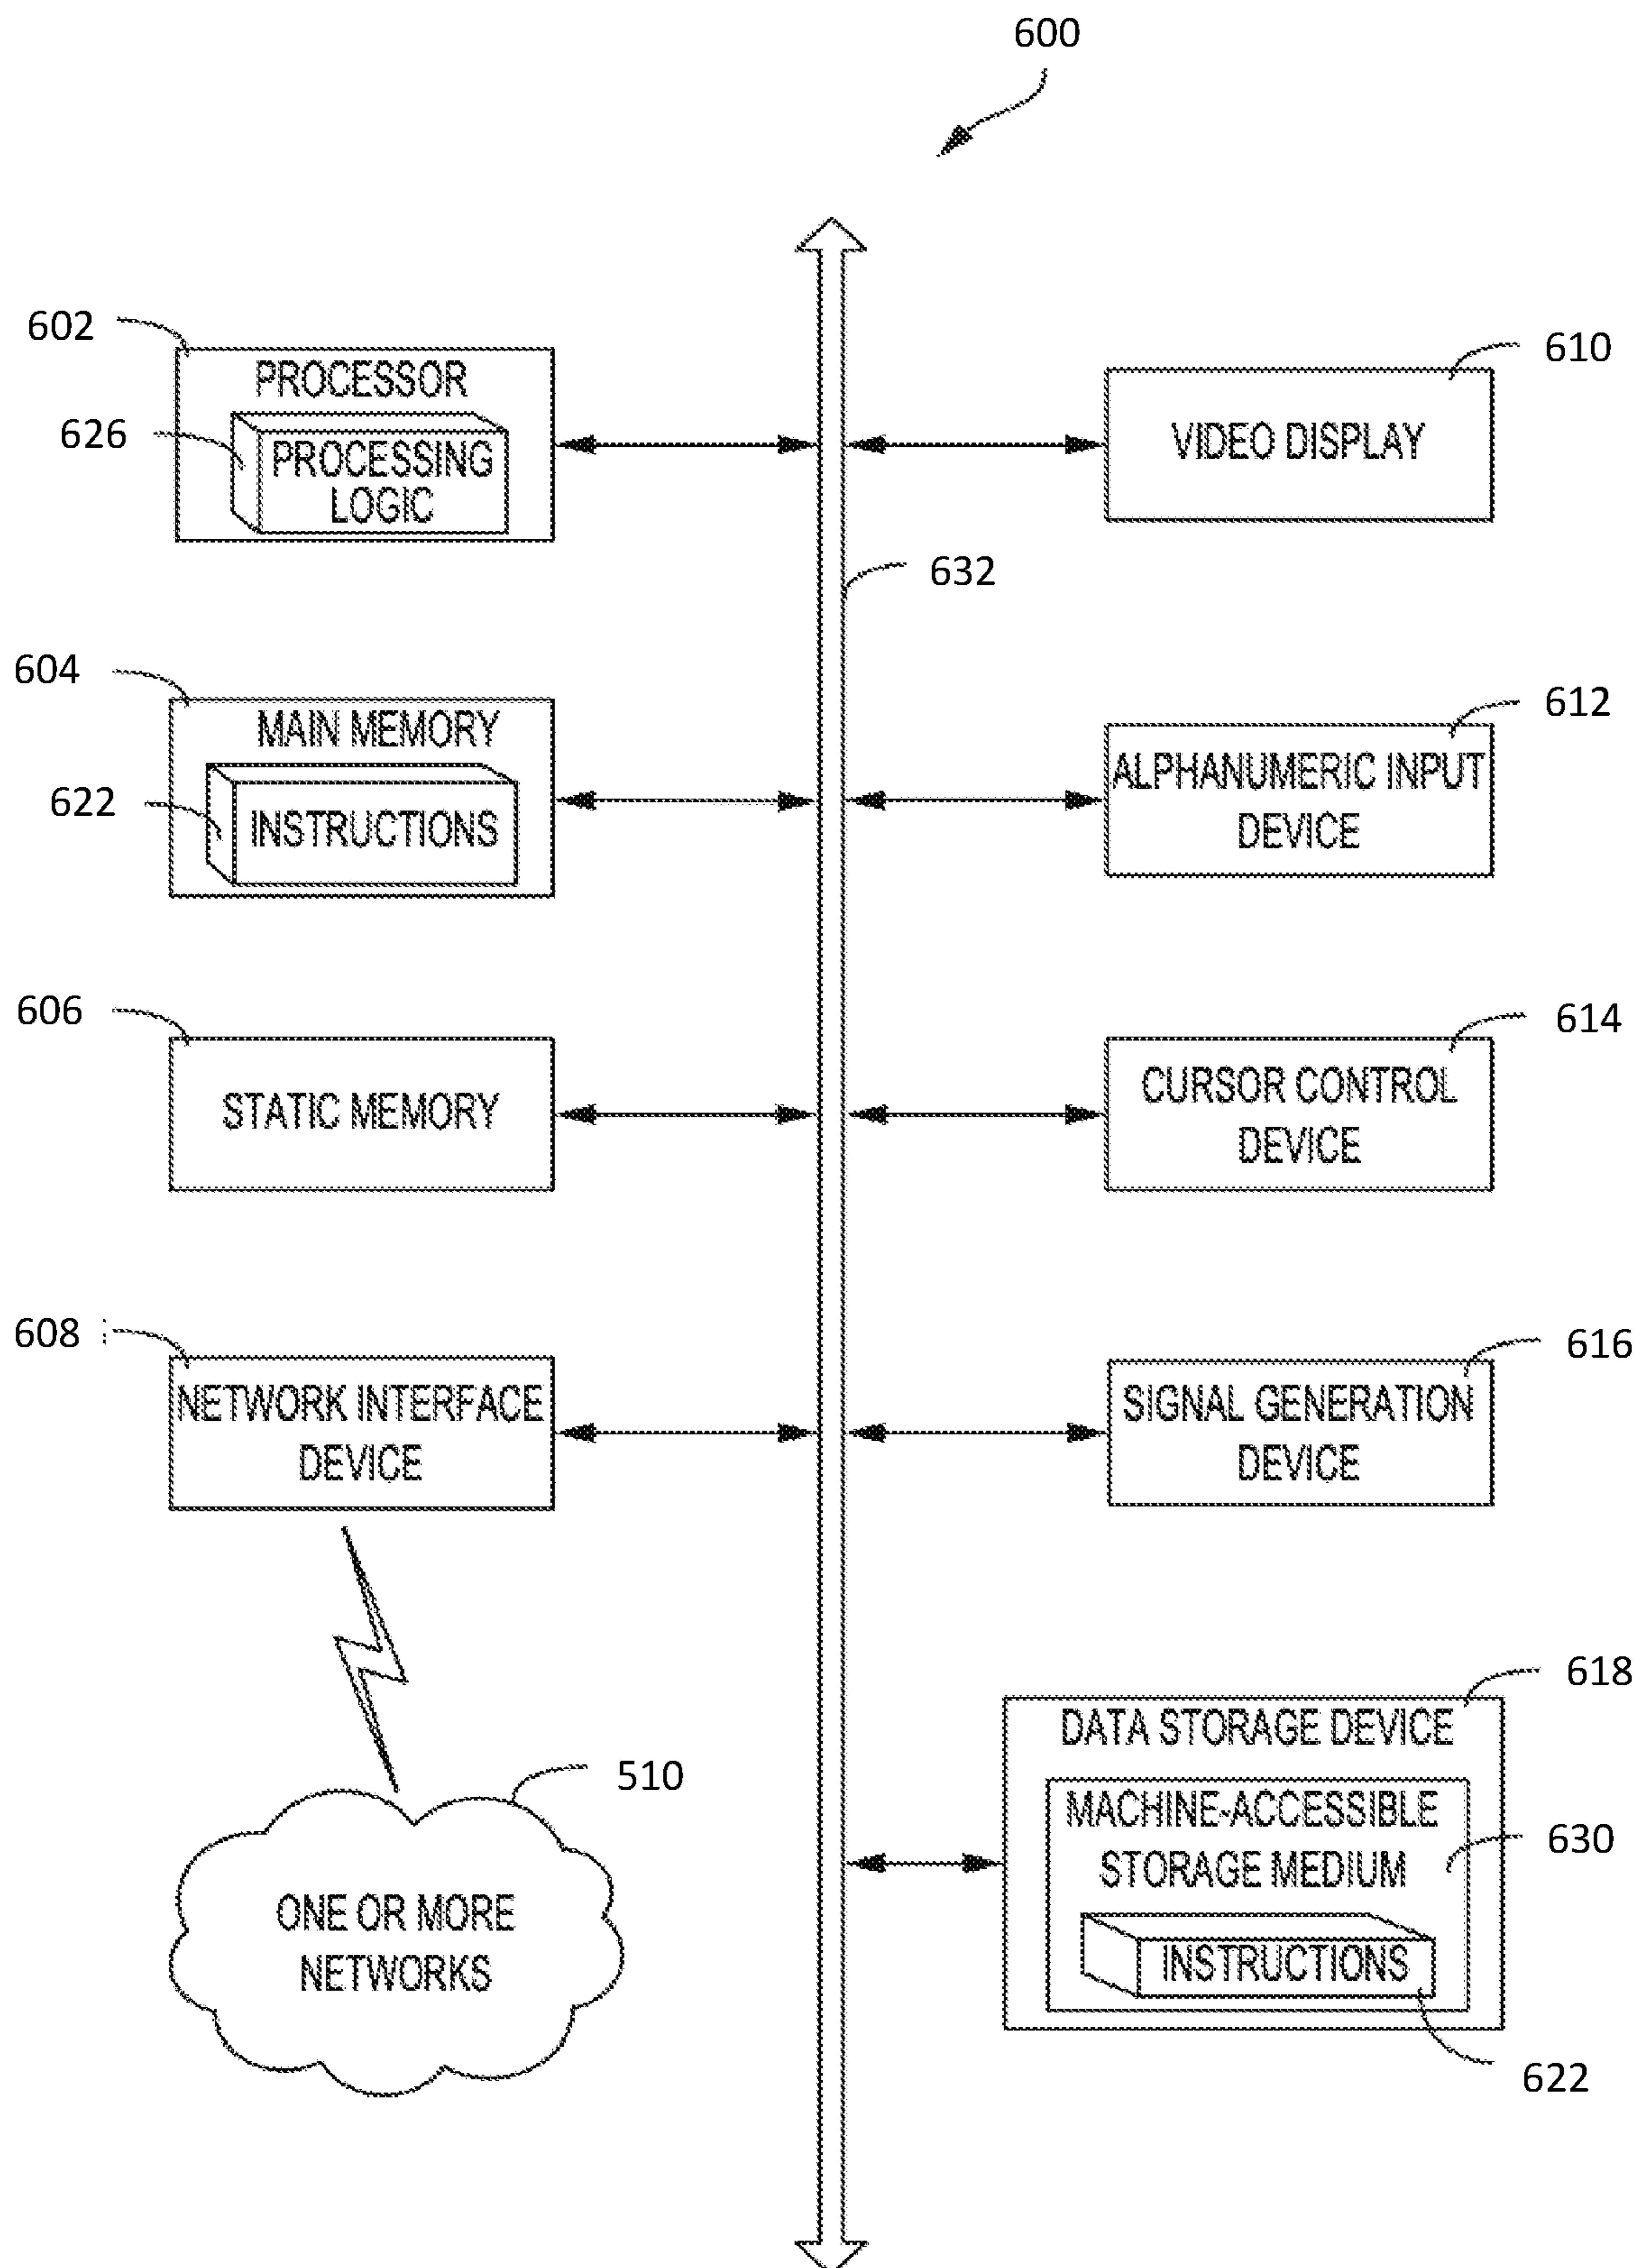 600
602
PROCESSOR
626
PROCESSING
LOGIC
610
VIDEO DISPLAY
632
604
MAIN MEMORY
622
INSTRUCTIONS
612
ALPHANUMERIC INPUT
DEVICE
606
STATIC MEMORY
614
CURSOR CONTROL
DEVICE
608
NETWORK INTERFACE
DEVICE
616
SIGNAL GENERATION
DEVICE
510
ONE OR MORE
NETWORKS
618
DATA STORAGE DEVICE
MACHINE-ACCESSIBLE
STORAGE MEDIUM
630
INSTRUCTIONS
622